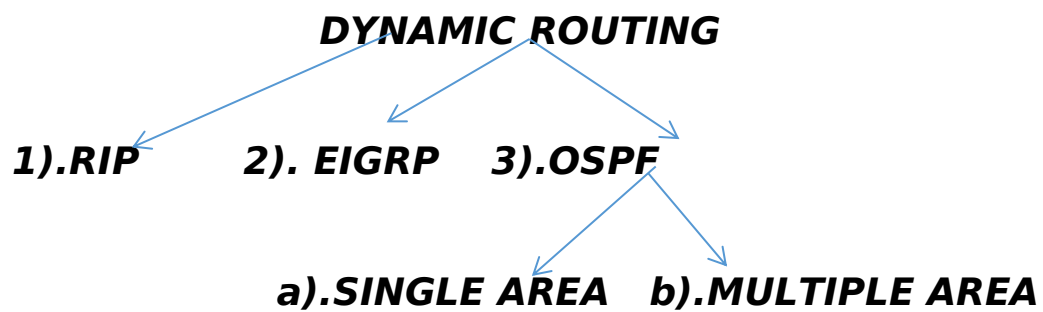 DYNAMIC ROUTING
1).RIP 2). EIGRP 3).OSPF
a).SINGLE AREA b).MULTIPLE AREA